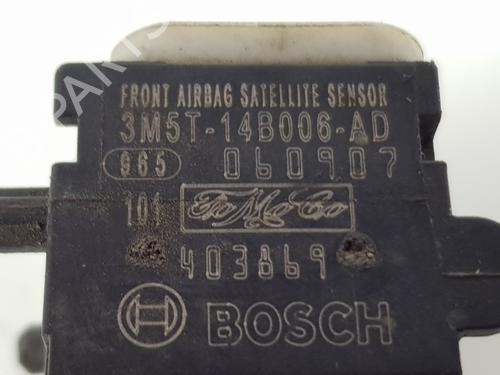 FRONT AIRBAG SATELLITE SENSOR
3M5T-14B006-AD
965 060907
101 FoMoCo
403869
BOSCH